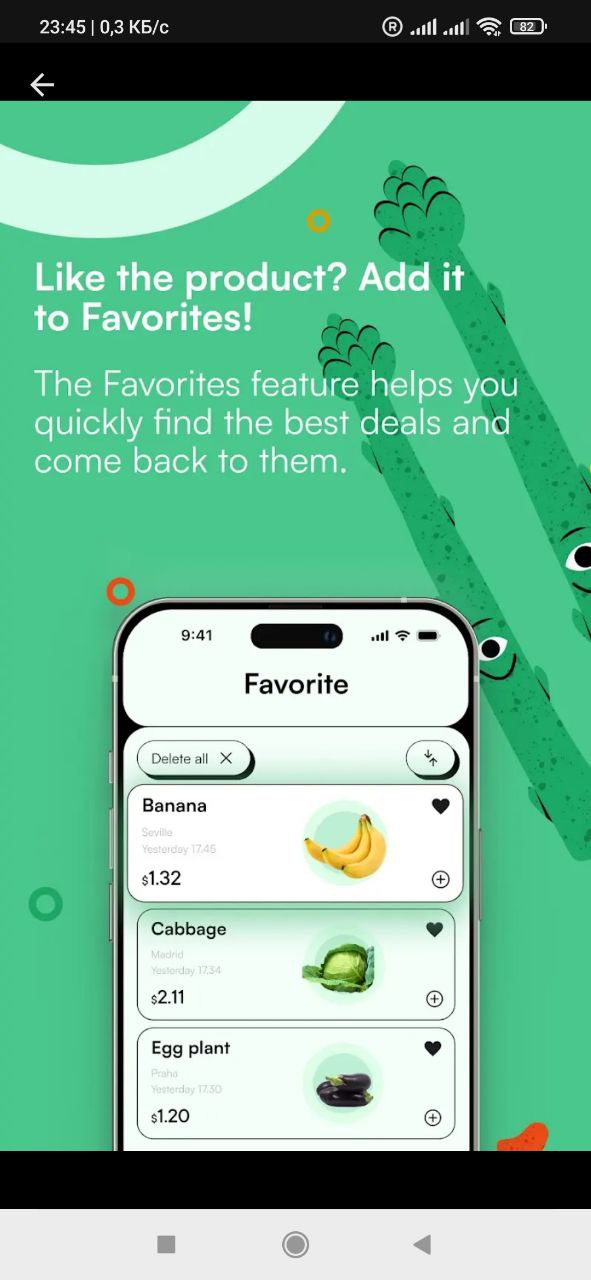 23:45 | 0,3 КБ/с
R
82
Like the product? Add it
to Favorites!
The Favorites feature helps you
quickly find the best deals and
come back to them.
9:41
Favorite
Delete all
Banana
Seville
Yesterday 17.45
$1.32
Cabbage
Madrid
Yesterday 17.34
$2.11
Egg plant
Praha
Yesterday 17.30
$1.20